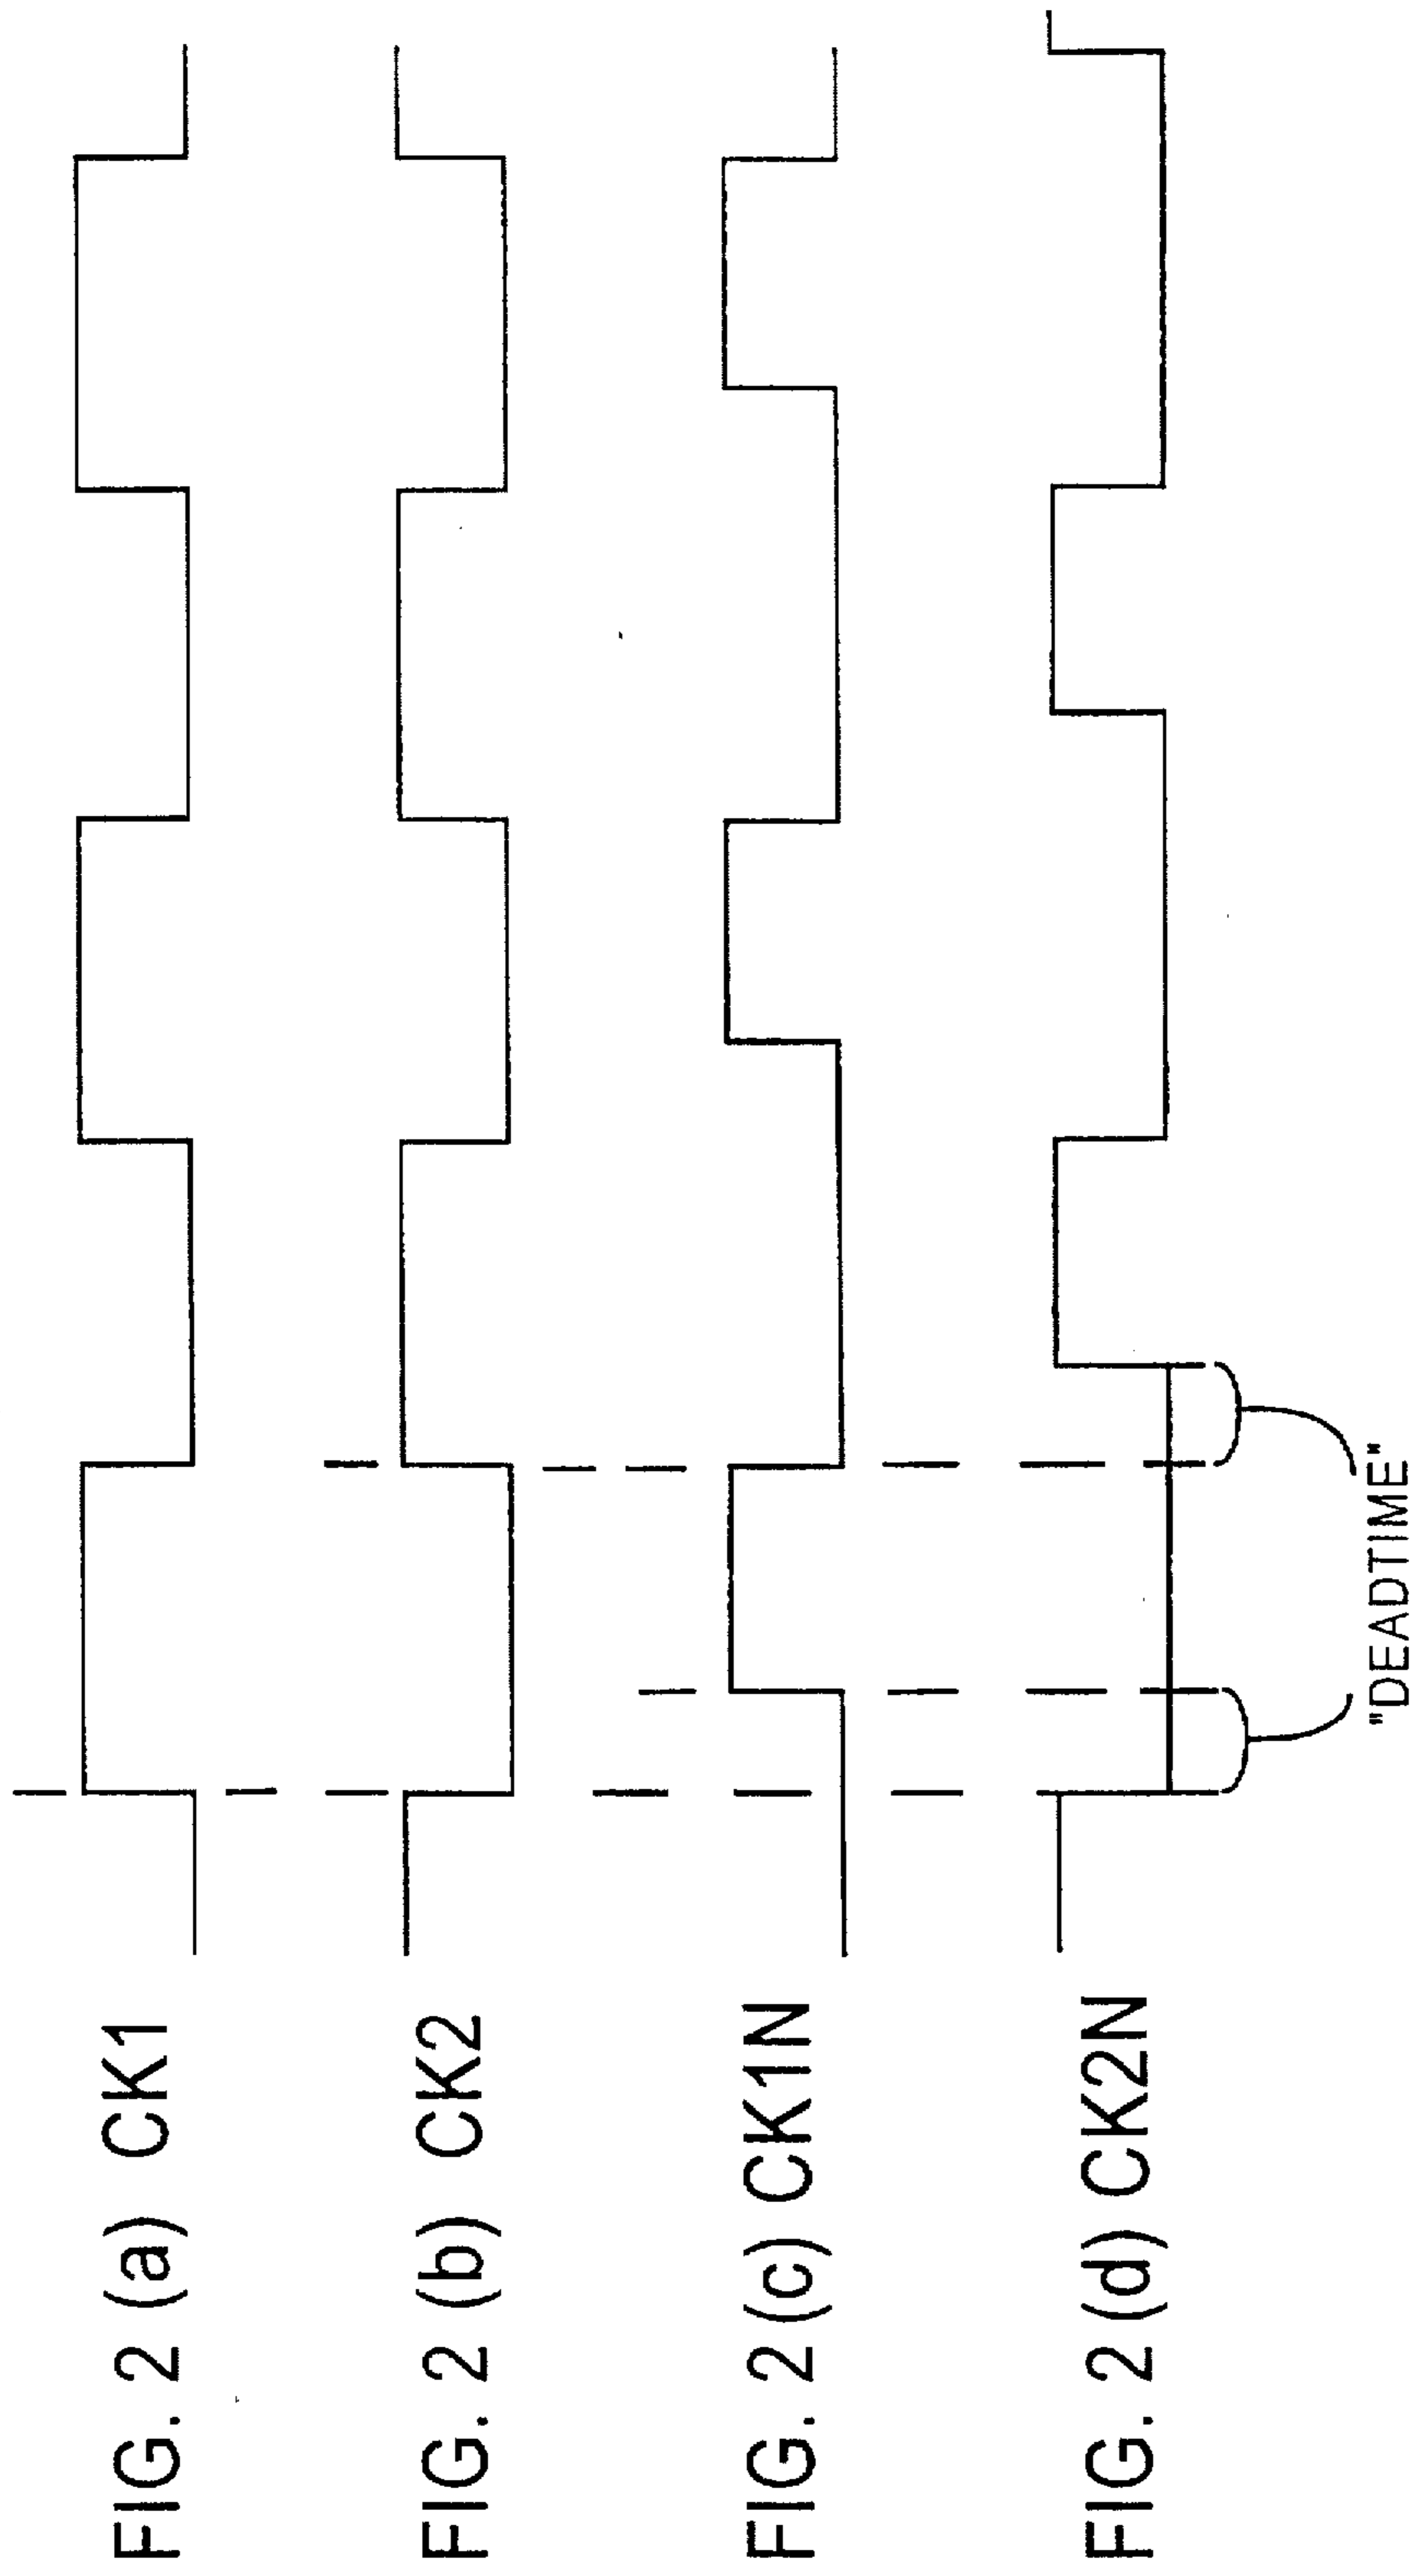 FIG. 2 (a) CK1
FIG. 2 (b) CK2
FIG. 2 (c) CK1N
FIG. 2 (d) CK2N
"DEADTIME"